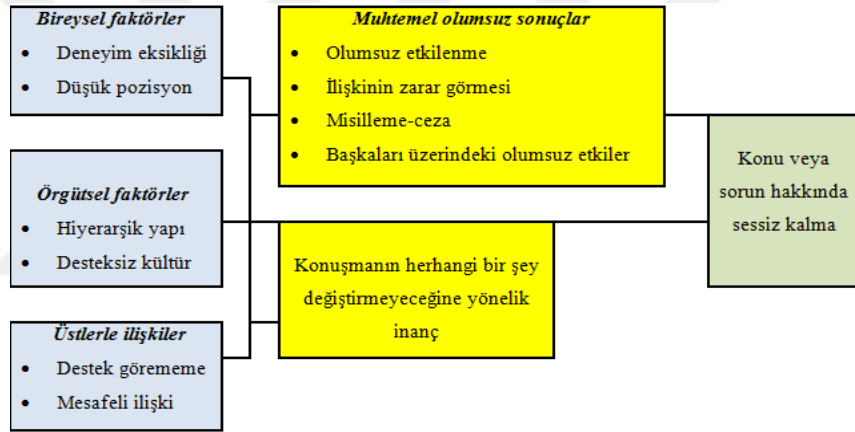 Bireysel faktörler
• Deneyim eksikliği
• Düşük pozisyon
Örgütsel faktörler
• Hiyerarşik yapı
• Desteksiz kültür
Üstlerle ilişkiler
• Destek görememe
• Mesafeli ilişki
Muhtemel olumsuz sonuçlar
• Olumsuz etkilenme
• İlişkinin zarar görmesi
• Misilleme-ceza
• Başkaları üzerindeki olumsuz etkiler
Konuşmanın herhangi bir şey
değiştirmeyeceğine yönelik
inanç
Konu veya
sorun hakkında
sessiz kalma